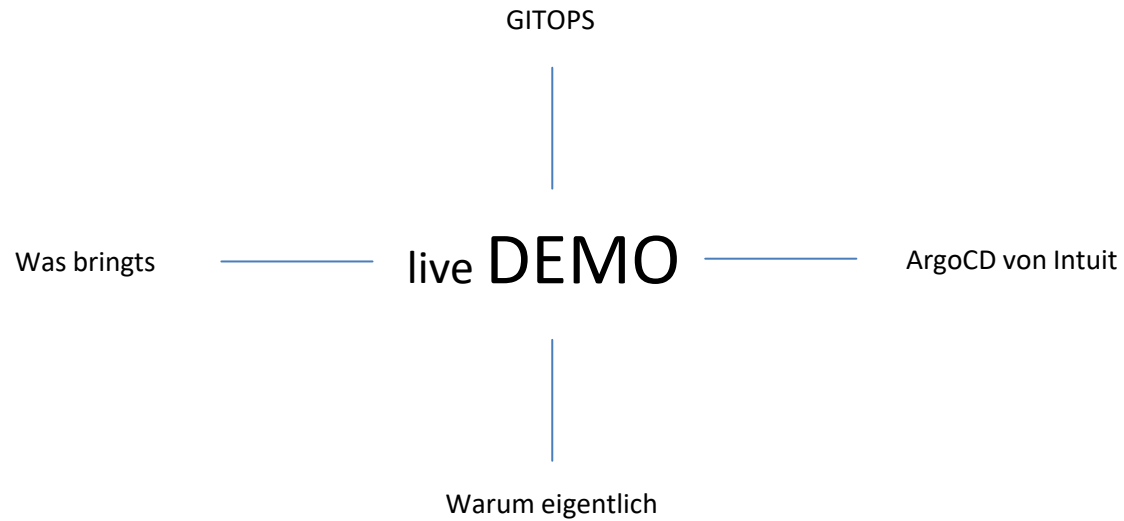 GITOPS
Was bringts
live DEMO
ArgoCD von Intuit
Warum eigentlich